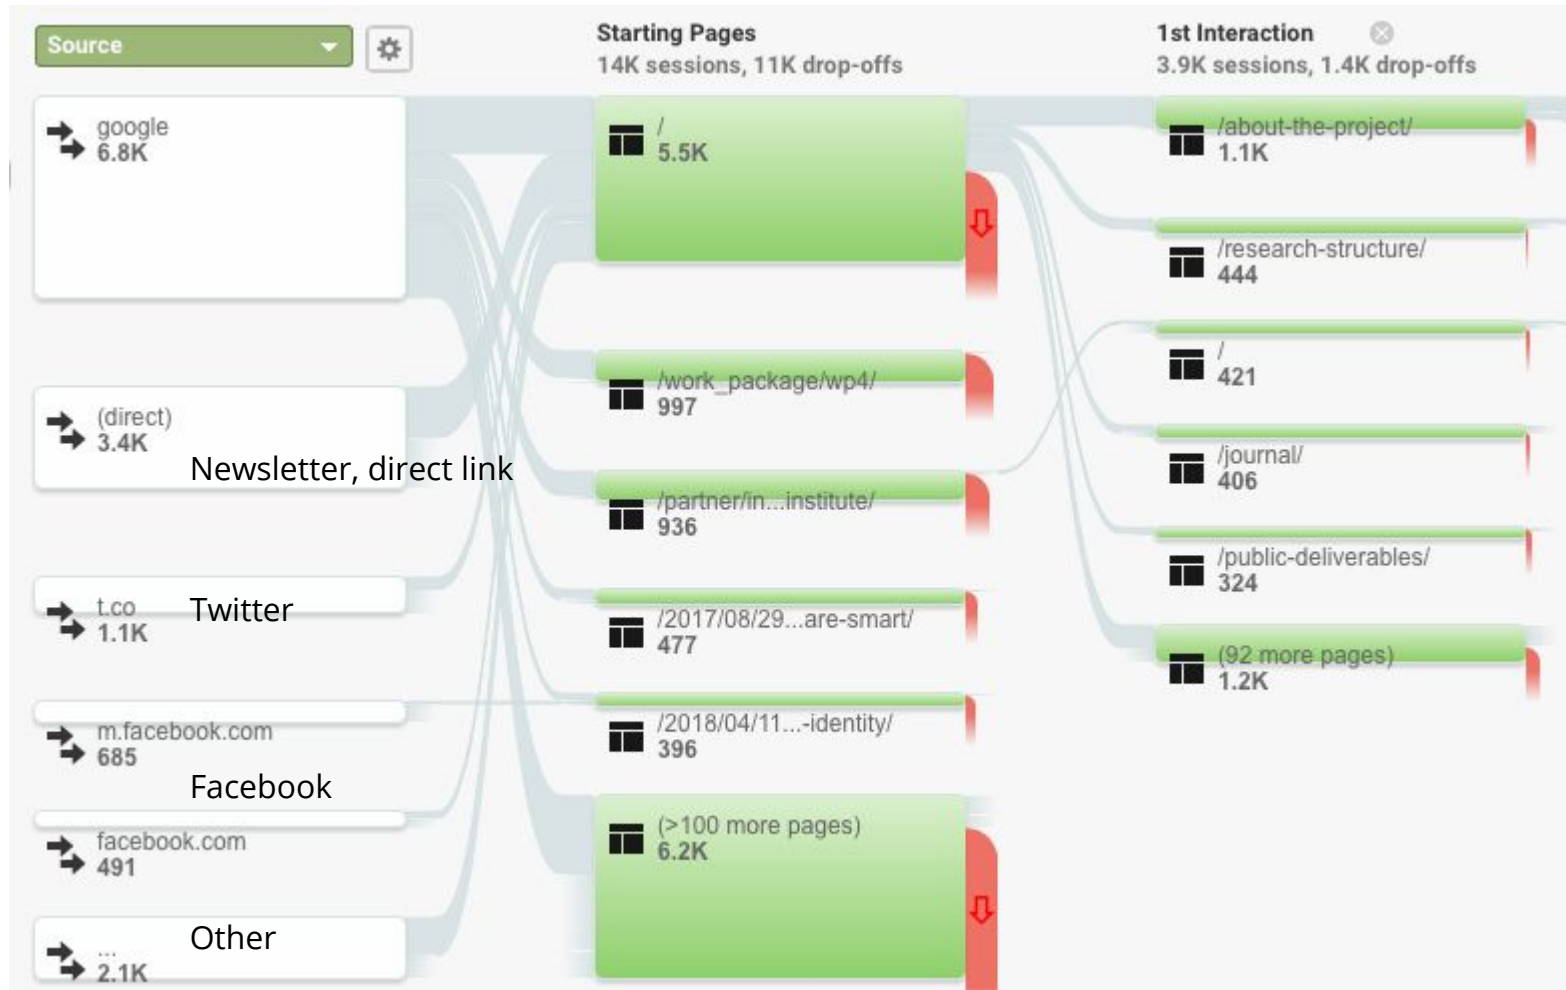 Source
google
6.8K
(direct)
3.4K
Newsletter, direct link
t.co
1.1K
Twitter
m.facebook.com
685
Facebook
facebook.com
491
Other
...
2.1K
Starting Pages
14K sessions, 11K drop-offs
/
5.5K
/work_package/wp4/
997
/partner/in...institute/
936
/2017/08/29...are-smart/
477
/2018/04/11...-identity/
396
(>100 more pages)
6.2K
1st Interaction
3.9K sessions, 1.4K drop-offs
/about-the-project/
1.1K
/research-structure/
444
/
421
/journal/
406
/public-deliverables/
324
(92 more pages)
1.2K